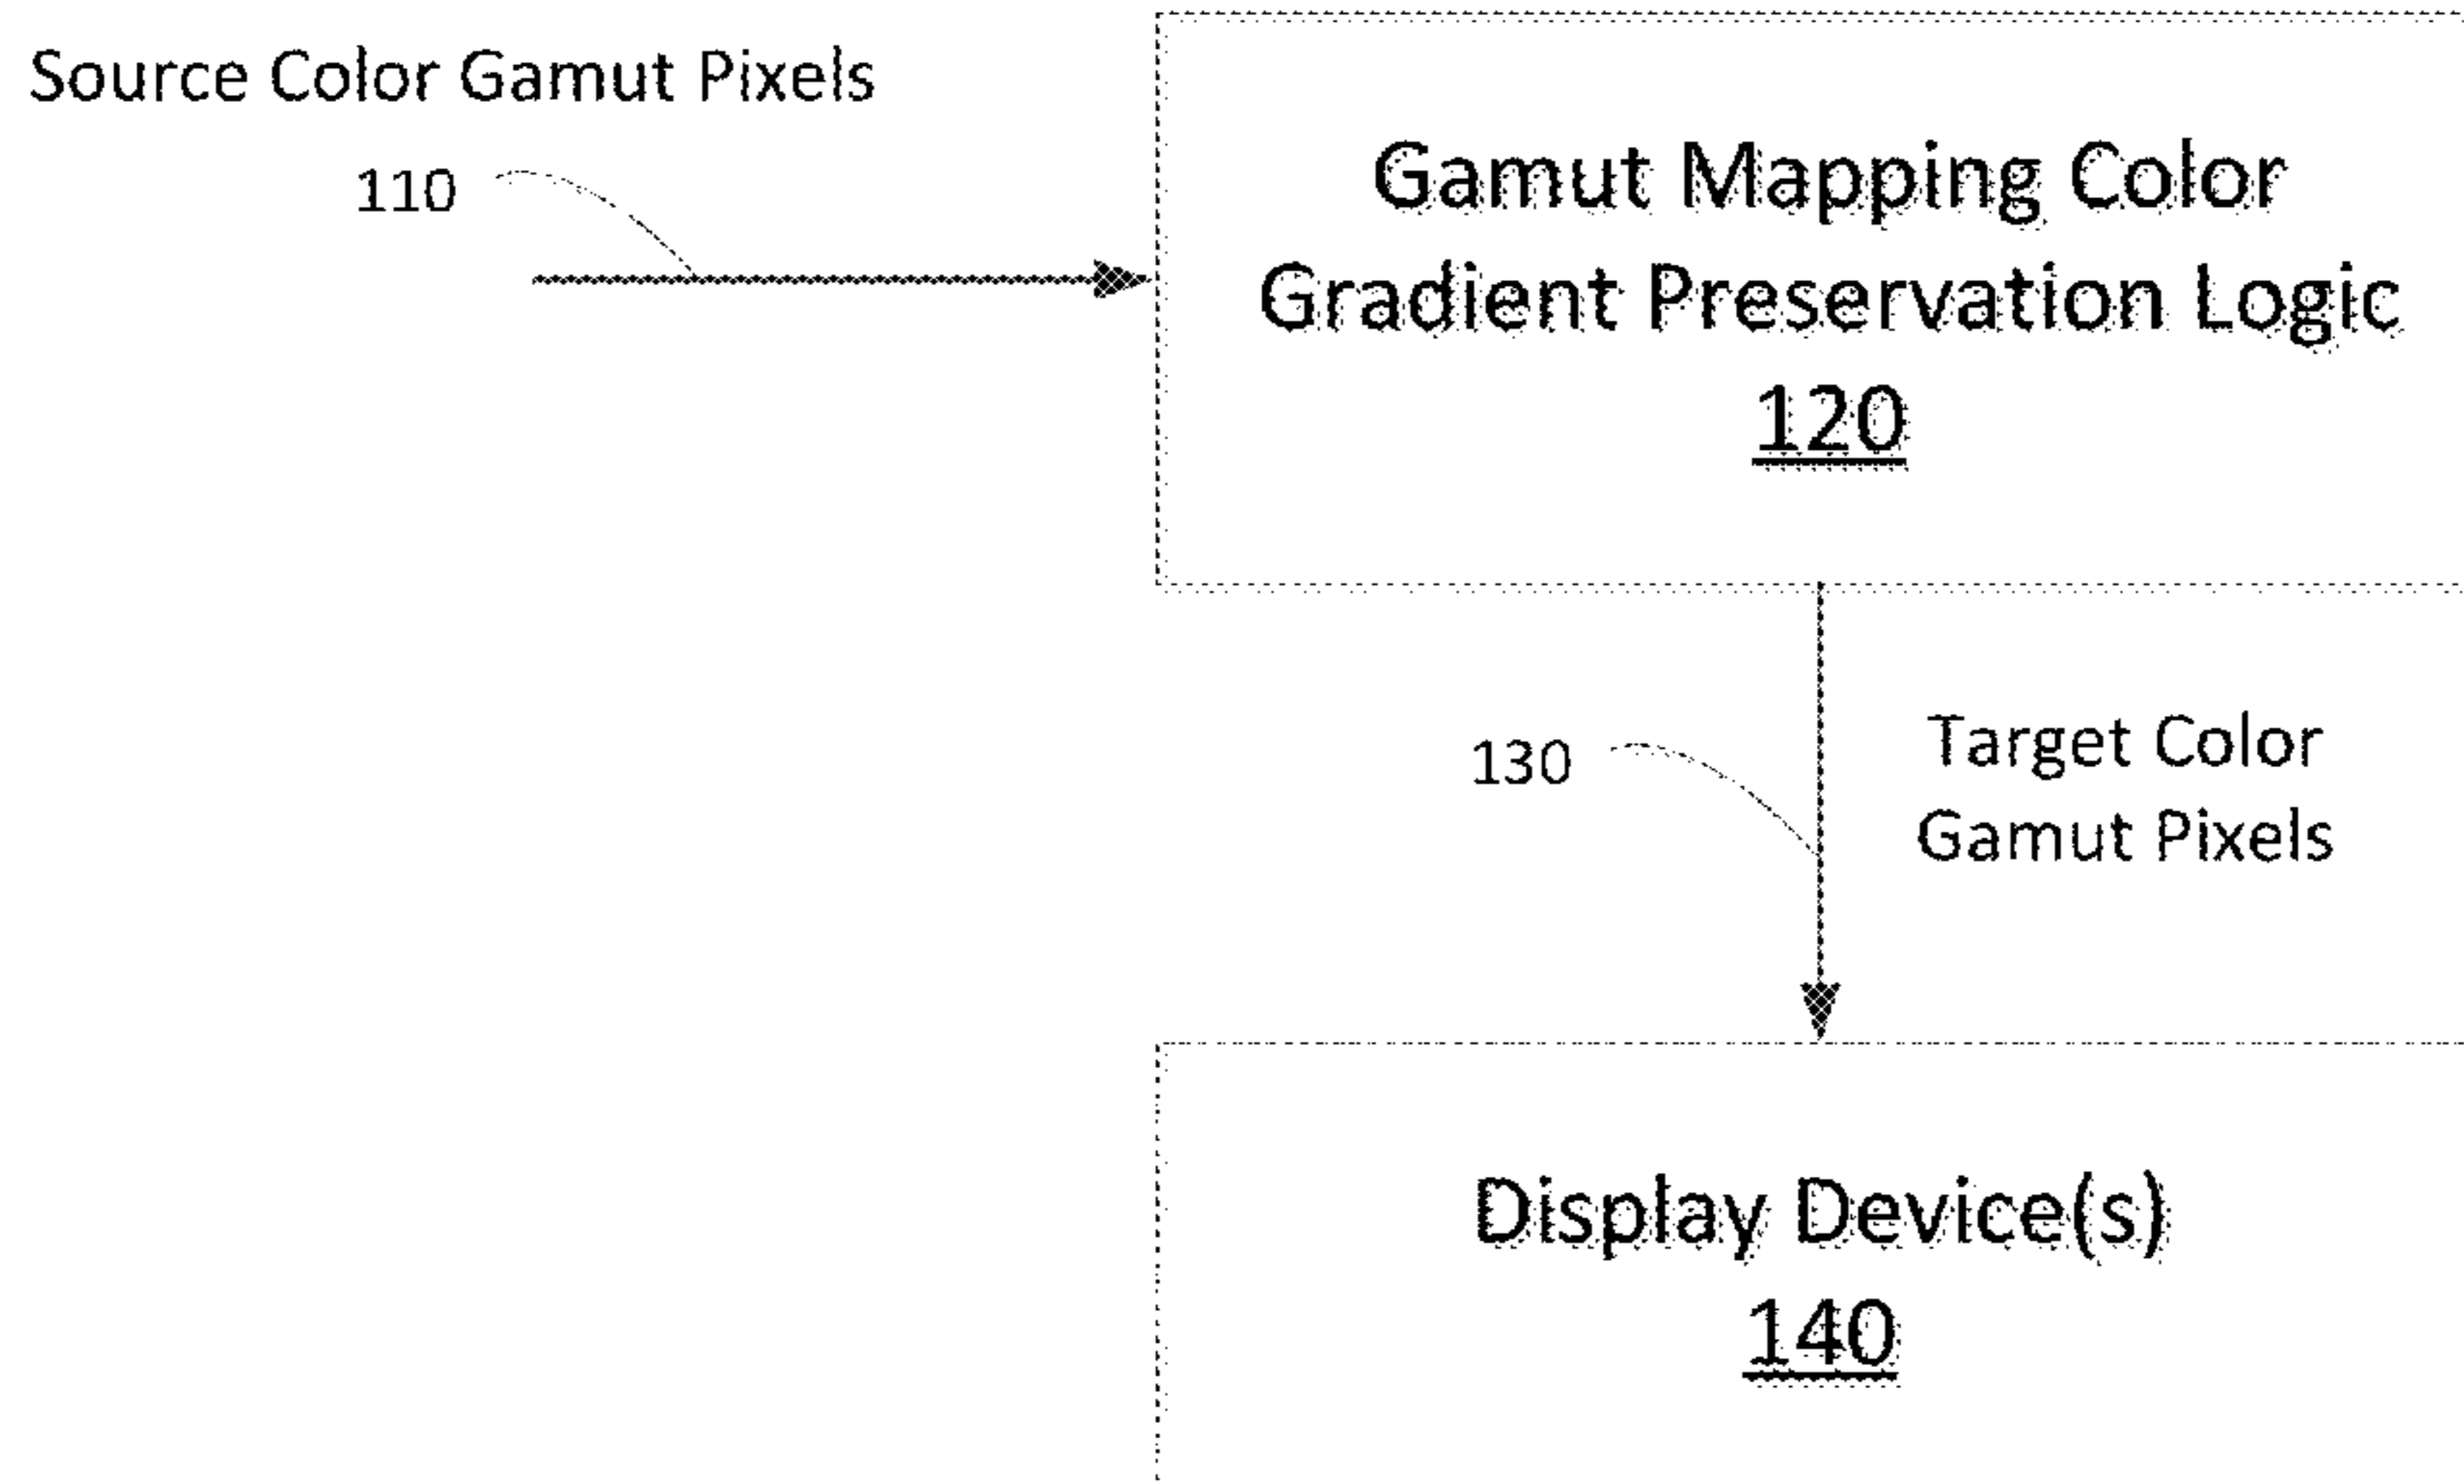 Source Color Gamut Pixels
110
Gamut Mapping Color
Gradient Preservation Logic
120
130
Target Color
Gamut Pixels
Display Device(s)
140